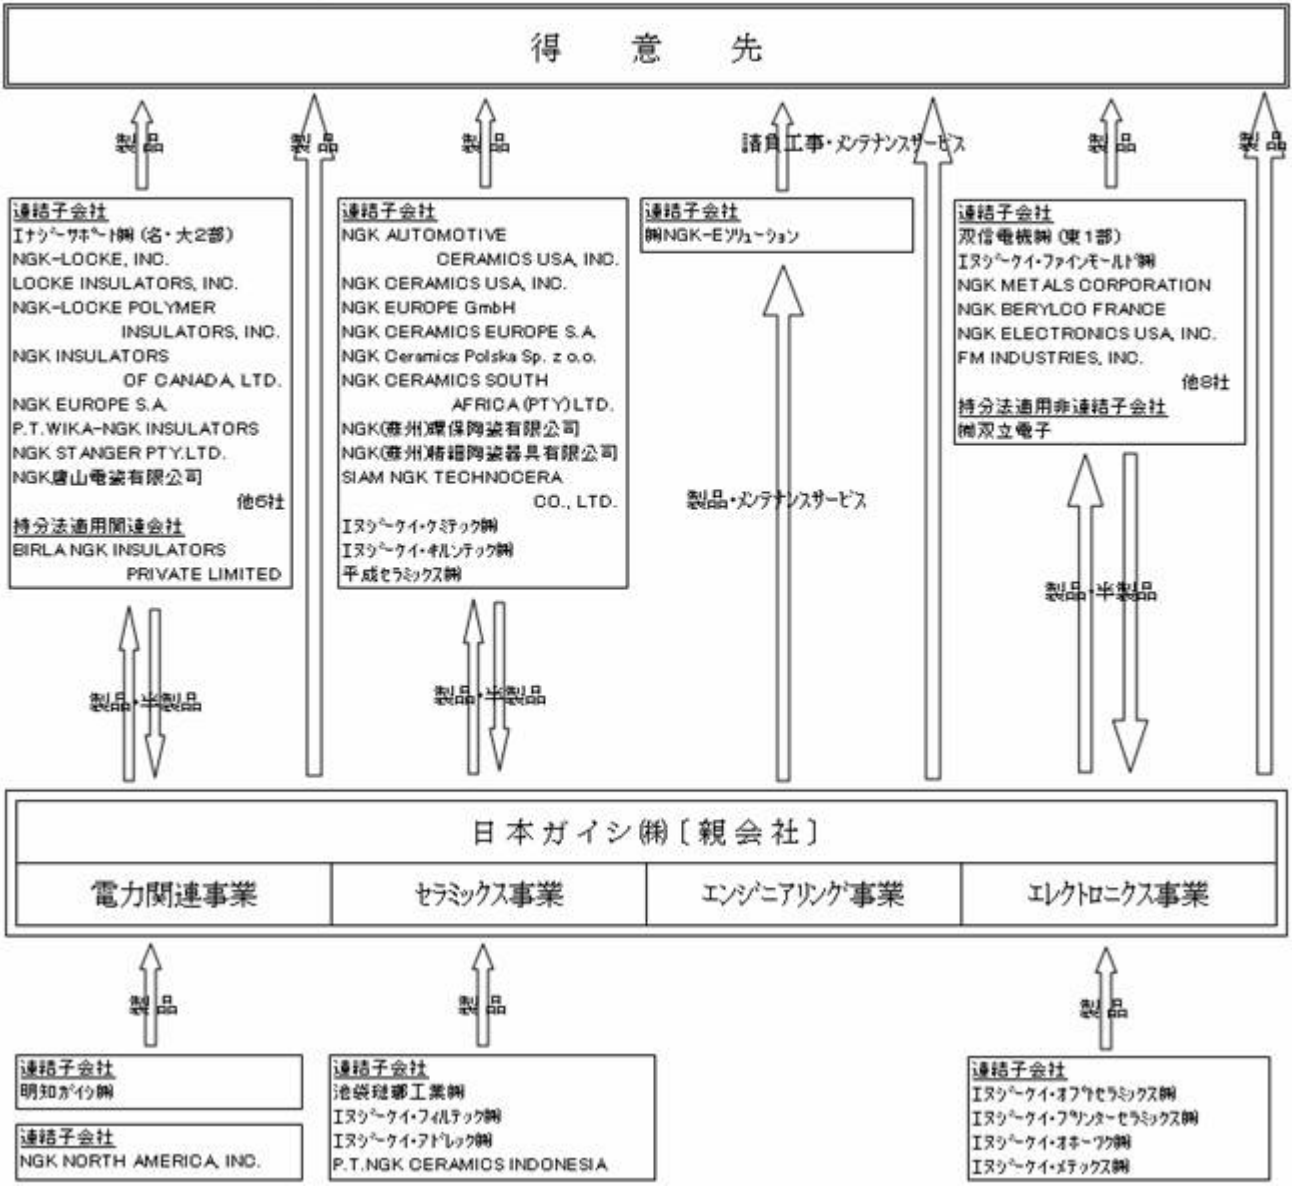 得意先
製品
製品
製品
請負工事・メンテナンスサービス
製品
製品
連結子会社
エナジーサポート㈱(名・大2部)
NGK-LOCKE, INC.
LOCKE INSULATORS, INC.
NGK-LOCKE POLYMER
INSULATORS, INC.
NGK INSULATORS
OF CANADA, LTD.
NGK EUROPE S.A.
P.T.WIKA-NGK INSULATORS
NGK STANGER PTY.LTD.
NGK唐山電瓷有限公司
他6社
持分法適用関連会社
BIRLA NGK INSULATORS
PRIVATE LIMITED
連結子会社
NGK AUTOMOTIVE
CERAMICS USA, INC.
NGK CERAMICS USA, INC.
NGK EUROPE GmbH
NGK CERAMICS EUROPE S.A.
NGK Ceramics Polska Sp. z o.o.
NGK CERAMICS SOUTH
AFRICA (PTY) LTD.
NGK(蘇州)環保陶瓷有限公司
NGK(蘇州)精細陶瓷器具有限公司
SIAM NGK TECHNOCERA
CO., LTD.
エヌジーケイ・ケミテック㈱
エヌジーケイ・キルンテック㈱
平成セラミックス㈱
連結子会社
㈱NGK-Eソリューション
連結子会社
双信電機㈱(東1部)
エヌジーケイ・ファインモールド㈱
NGK METALS CORPORATION
NGK BERYLCO FRANCE
NGK ELECTRONICS USA, INC.
FM INDUSTRIES, INC.
他8社
持分法適用非連結子会社
㈲双立電子
製品・メンテナンスサービス
製品・半製品
製品・半製品
製品・半製品
日本ガイシ㈱〔親会社〕
電力関連事業
セラミックス事業
エンジニアリング事業
エレクトロニクス事業
製品
製品
製品
連結子会社
明知ガイシ㈱
連結子会社
NGK NORTH AMERICA, INC.
連結子会社
池袋琺瑯工業㈱
エヌジーケイ・フィルテック㈱
エヌジーケイ・アドレック㈱
P.T.NGK CERAMICS INDONESIA
連結子会社
エヌジーケイ・オプトセラミックス㈱
エヌジーケイ・プリンターセラミックス㈱
エヌジーケイ・オホーツク㈱
エヌジーケイ・メテックス㈱